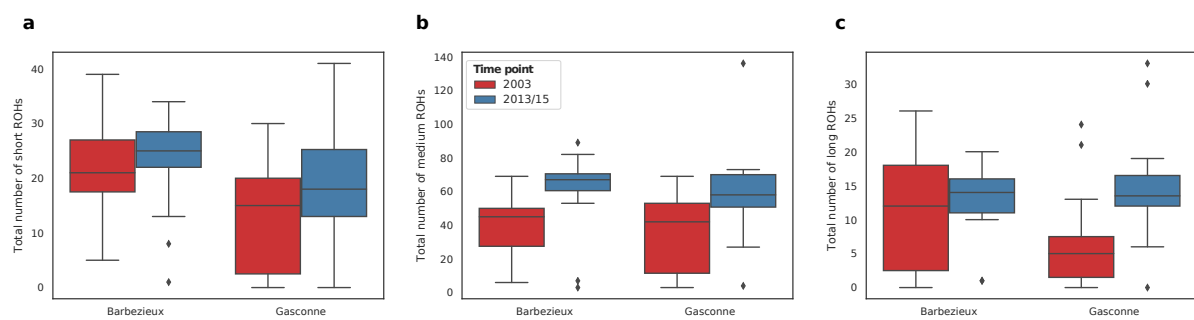 a
Total number of short ROHs
40
30
20
10
0
Barbezieux
Gasconne
b
Total number of medium ROHs
140
120
100
80
60
40
20
0
Time point
2003
2013/15
Barbezieux
Gasconne
c
Total number of long ROHs
30
25
20
15
10
5
0
Barbezieux
Gasconne